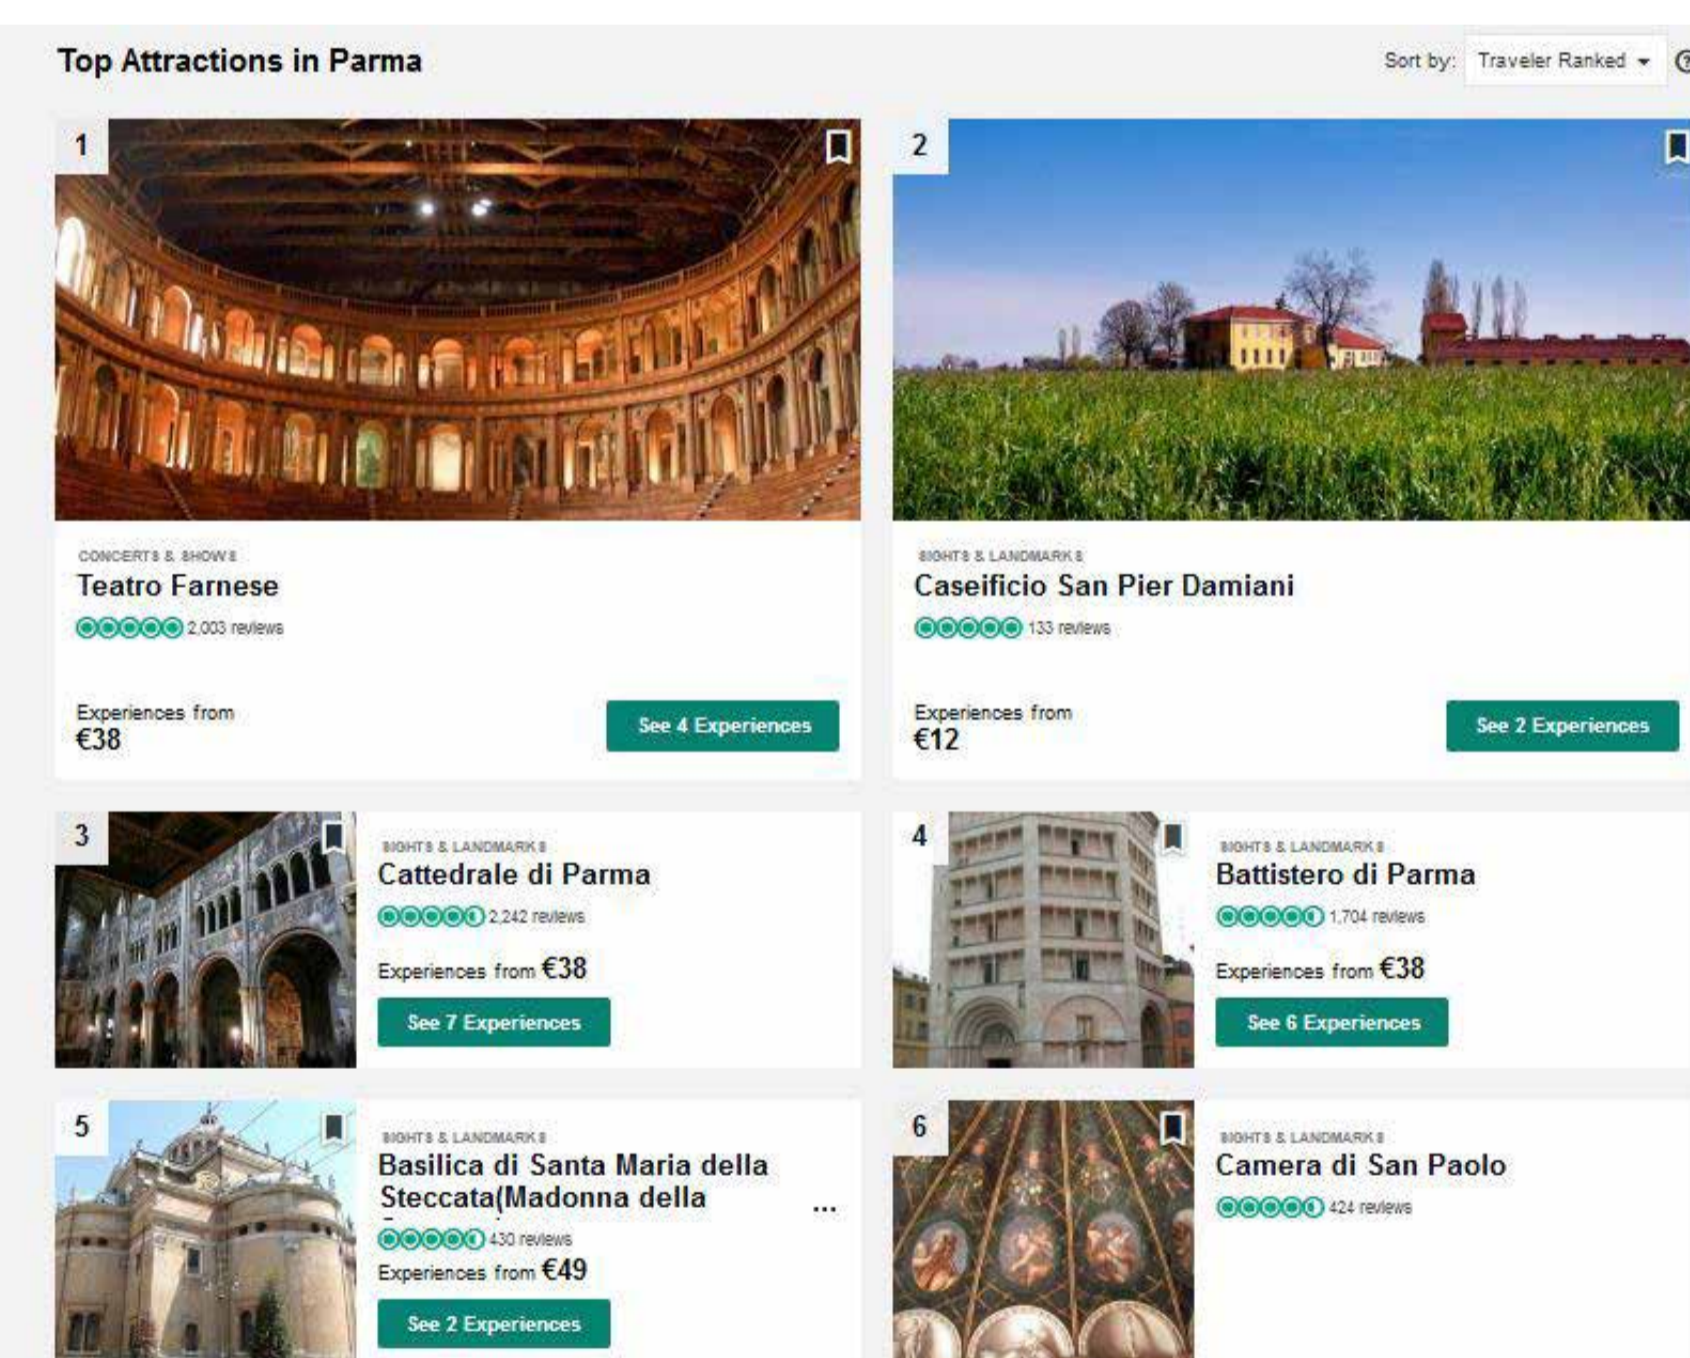 Top Attractions in Parma
Sort by: Traveler Ranked
1
CONCERTS & SHOWS
Teatro Farnese
2,003 reviews
Experiences from
€38
See 4 Experiences
2
SIGHTS & LANDMARKS
Caseificio San Pier Damiani
133 reviews
Experiences from
€12
See 2 Experiences
3
SIGHTS & LANDMARKS
Cattedrale di Parma
2,242 reviews
Experiences from €38
See 7 Experiences
4
SIGHTS & LANDMARKS
Battistero di Parma
1,704 reviews
Experiences from €38
See 6 Experiences
5
SIGHTS & LANDMARKS
Basilica di Santa Maria della
Steccata(Madonna della
...
430 reviews
Experiences from €49
See 2 Experiences
6
SIGHTS & LANDMARKS
Camera di San Paolo
424 reviews